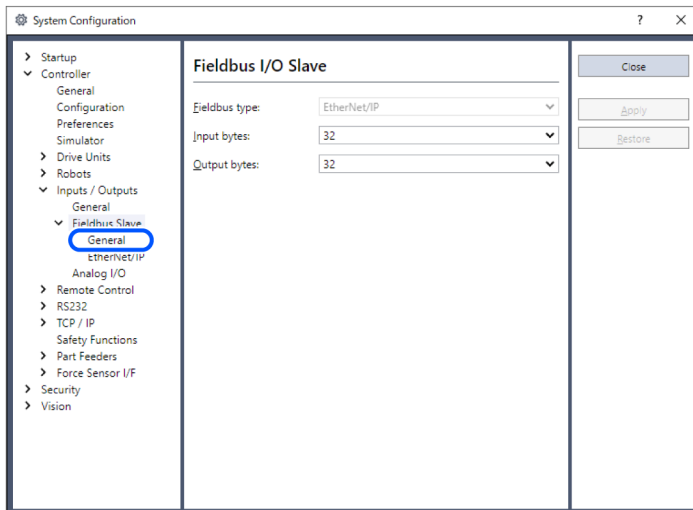 System Configuration
?
Startup
Controller
General
Configuration
Preferences
Simulator
Drive Units
Robots
Inputs / Outputs
General
Fieldbus Slave
General
EtherNet/IP
Analog I/O
Remote Control
RS232
TCP / IP
Safety Functions
Part Feeders
Force Sensor I/F
Security
Vision
Fieldbus I/O Slave
Fieldbus type: EtherNet/IP
Input bytes: 32
Output bytes: 32
Close
Apply
Restore